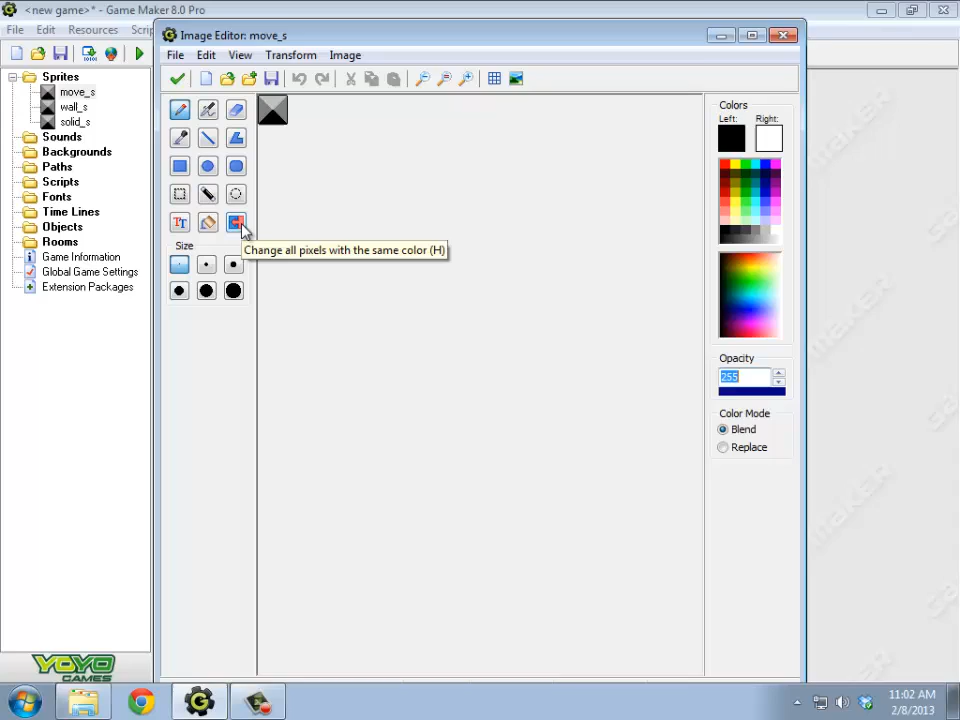 <new game>* - Game Maker 8.0 Pro
File Edit Resources Scrip
Image Editor: move_s
File Edit View Transform Image
Sprites
move_s
wall_s
solid_s
Sounds
Backgrounds
Paths
Scripts
Fonts
Time Lines
Objects
Rooms
Game Information
Global Game Settings
Extension Packages
TT
Size
Change all pixels with the same color (H)
Colors
Left: Right:
Opacity
255
Color Mode
Blend
Replace
YOYO
GAMES
11:02 AM
2/8/2013